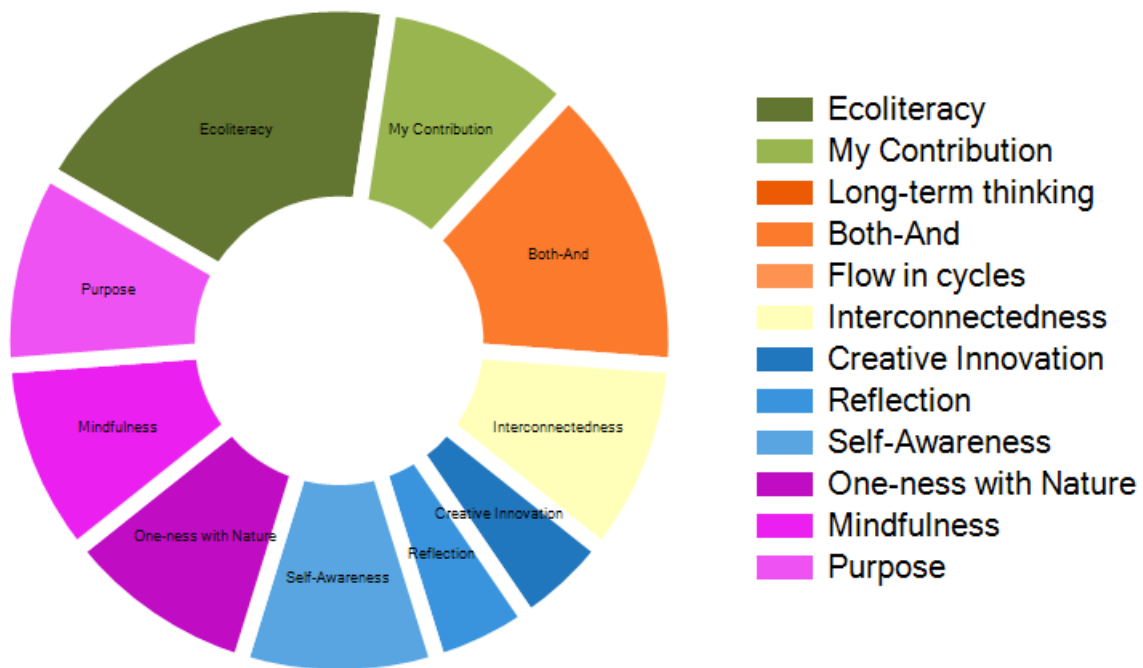 Ecoliteracy
My Contribution
Both-And
Purpose
Mindfulness
Interconnectedness
One-ness with Nature
Creative Innovation
Reflection
Self-Awareness
Ecoliteracy
My Contribution
Long-term thinking
Both-And
Flow in cycles
Interconnectedness
Creative Innovation
Reflection
Self-Awareness
One-ness with Nature
Mindfulness
Purpose